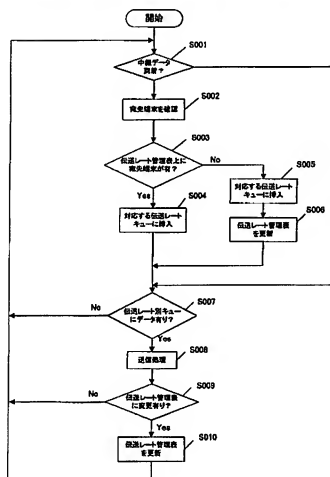 開始
S001
中継データ
到着？
S002
宛先端末を確認
S003
伝送レート管理表上に
宛先端末が有？
No
Yes
S004
対応する伝送レート
キューに挿入
S005
対応する伝送レート
キューに挿入
S006
伝送レート管理表
を更新
S007
伝送レート別キュー
にデータ有り？
No
Yes
S008
送信処理
S009
伝送レート管理表
に変更有り？
No
Yes
S010
伝送レート管理表
を更新